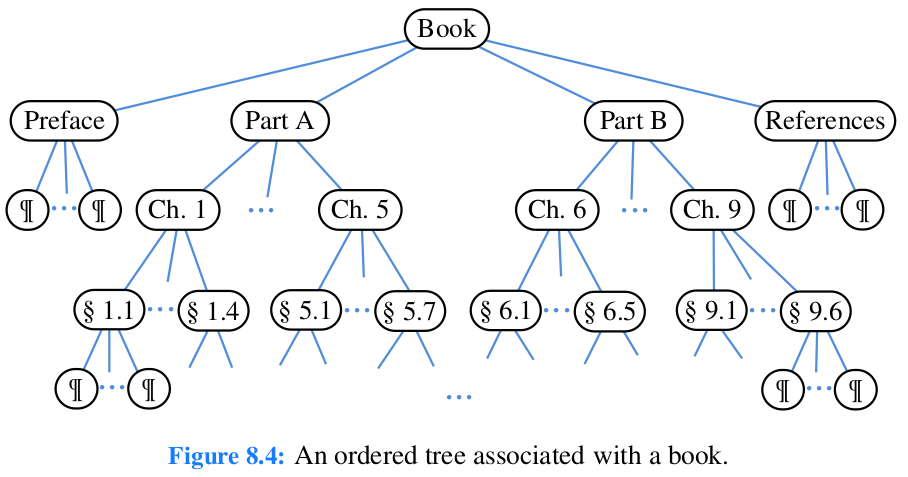 Book
Preface Part A Part B References
¶ ... ¶ Ch. 1 ... Ch. 5 Ch. 6 ... Ch. 9 ¶ ... ¶
§ 1.1 ... § 1.4 § 5.1 ... § 5.7 § 6.1 ... § 6.5 § 9.1 ... § 9.6
¶ ... ¶ ... ¶ ... ¶
Figure 8.4: An ordered tree associated with a book.